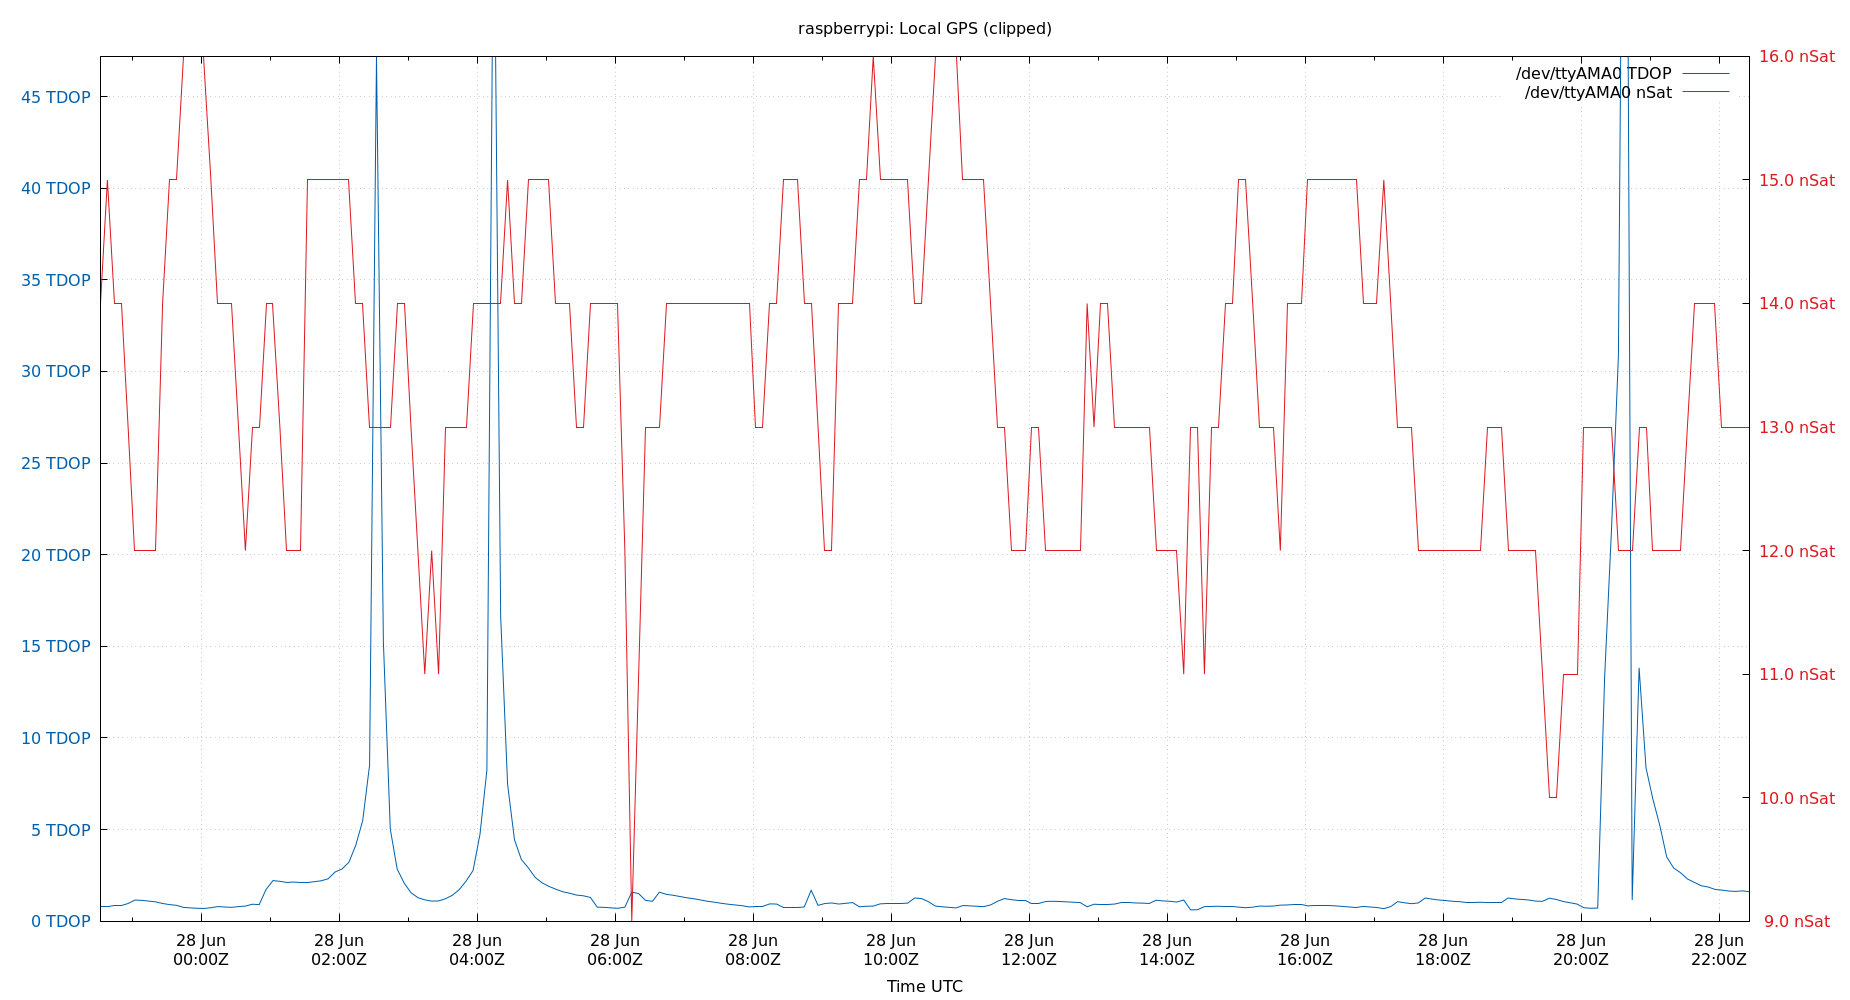 raspberrypi: Local GPS (clipped)
16.0 nSat
/dev/ttyAMA0 TDOP
/dev/ttyAMA0 nSat
45 TDOP
40 TDOP
15.0 nSat
35 TDOP
14.0 nSat
30 TDOP
13.0 nSat
25 TDOP
20 TDOP
12.0 nSat
15 TDOP
11.0 nSat
10 TDOP
10.0 nSat
5 TDOP
0 TDOP
9.0 nSat
28 Jun 28 Jun 28 Jun 28 Jun 28 Jun 28 Jun 28 Jun 28 Jun 28 Jun 28 Jun 28 Jun 28 Jun
00:00Z 02:00Z 04:00Z 06:00Z 08:00Z 10:00Z 12:00Z 14:00Z 16:00Z 18:00Z 20:00Z 22:00Z
Time UTC